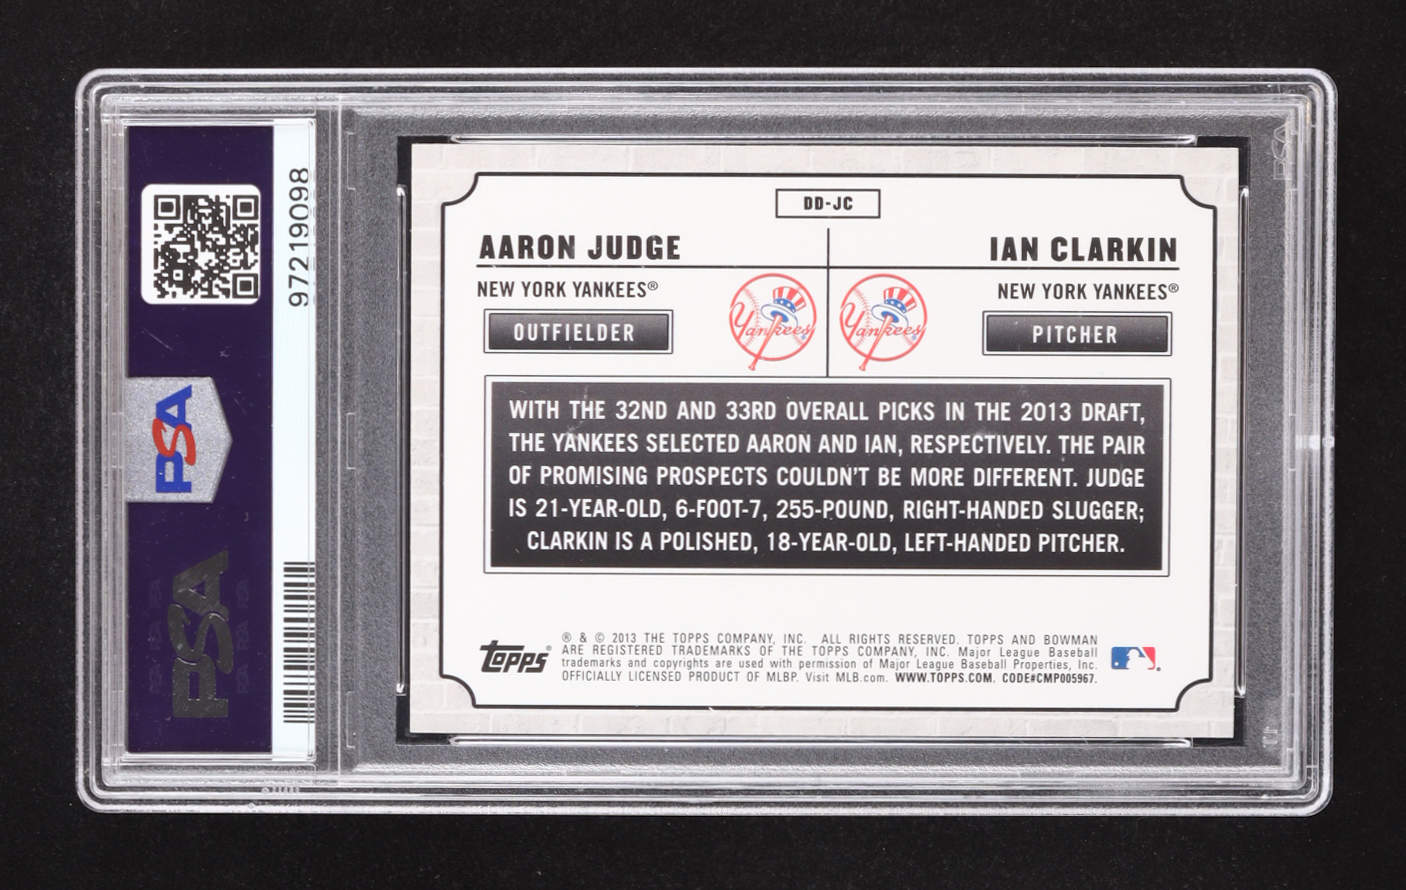 97219098
PSA
PSA
DD-JC
AARON JUDGE
IAN CLARKIN
NEW YORK YANKEES®
NEW YORK YANKEES®
OUTFIELDER
Yankees
Yankees
PITCHER
WITH THE 32ND AND 33RD OVERALL PICKS IN THE 2013 DRAFT,
THE YANKEES SELECTED AARON AND IAN, RESPECTIVELY. THE PAIR
OF PROMISING PROSPECTS COULDN'T BE MORE DIFFERENT. JUDGE
IS 21-YEAR-OLD, 6-FOOT-7, 255-POUND, RIGHT-HANDED SLUGGER;
CLARKIN IS A POLISHED, 18-YEAR-OLD, LEFT-HANDED PITCHER.
topps®
® & © 2013 THE TOPPS COMPANY, INC. ALL RIGHTS RESERVED. TOPPS AND BOWMAN
ARE REGISTERED TRADEMARKS OF THE TOPPS COMPANY, INC. Major League Baseball
trademarks and copyrights are used with permission of Major League Baseball Properties, Inc.
OFFICIALLY LICENSED PRODUCT OF MLBP. Visit MLB.com. WWW.TOPPS.COM. CODE#CMP005967.